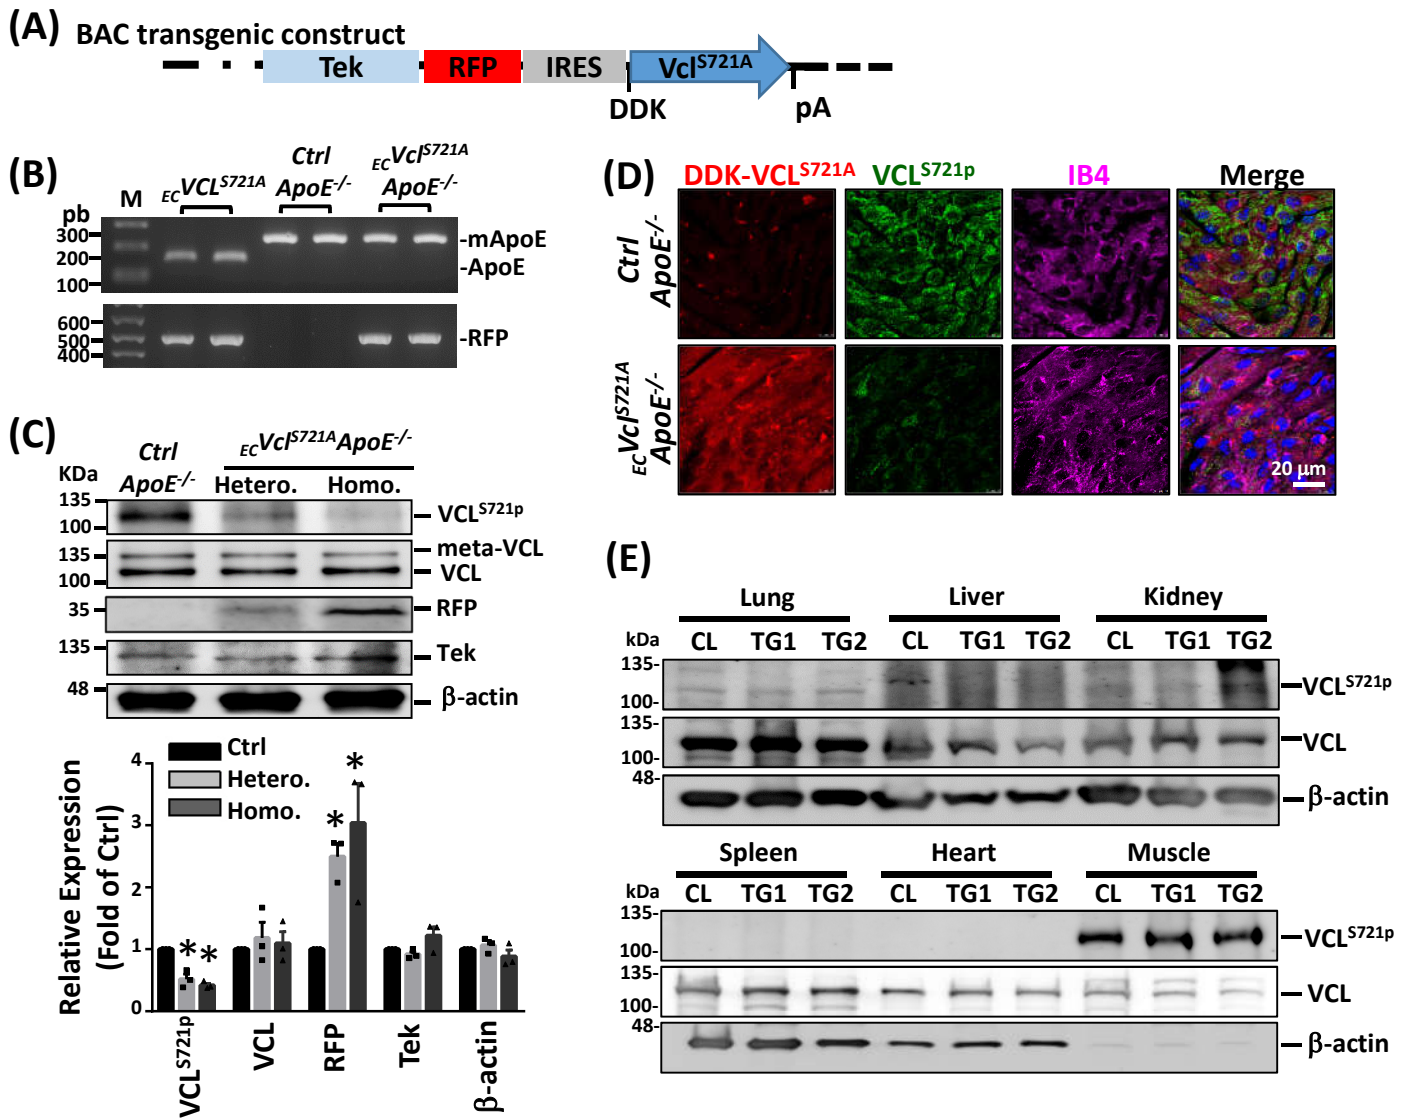 (A)
BAC transgenic construct
Tek RFP IRES Vcl^S721A
DDK pA
(B)
M ECVCL^S721A Ctrl ApoE-/- ECVcl^S721A ApoE-/-
pb
300
200
100
-mApoE
-ApoE
600
500
400
-RFP
(C)
Ctrl ApoE-/- ECVcl^S721AApoE-/-
KDa
Hetero. Homo.
135
100
VCL^S721p
135
100
meta-VCL
VCL
35
RFP
135
Tek
48
β-actin
Ctrl
Hetero.
Homo.
Relative Expression
(Fold of Ctrl)
4
3
2
1
0
* * * *
VCL^S721p VCL RFP Tek β-actin
(D)
DDK-VCL^S721A VCL^S721p IB4 Merge
Ctrl
ApoE-/-
ECVcl^S721A
ApoE-/-
20 µm
(E)
Lung Liver Kidney
kDa CL TG1 TG2 CL TG1 TG2 CL TG1 TG2
135-
100-
VCL^S721p
135-
100-
VCL
48-
β-actin
Spleen Heart Muscle
kDa CL TG1 TG2 CL TG1 TG2 CL TG1 TG2
135-
100-
VCL^S721p
135-
100-
VCL
48-
β-actin